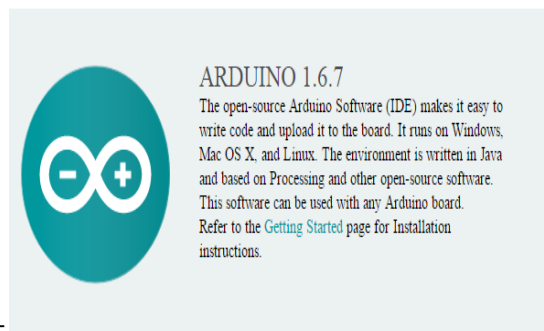 ARDUINO 1.6.7
The open-source Arduino Software (IDE) makes it easy to
write code and upload it to the board. It runs on Windows,
Mac OS X, and Linux. The environment is written in Java
and based on Processing and other open-source software.
This software can be used with any Arduino board.
Refer to the Getting Started page for Installation
instructions.